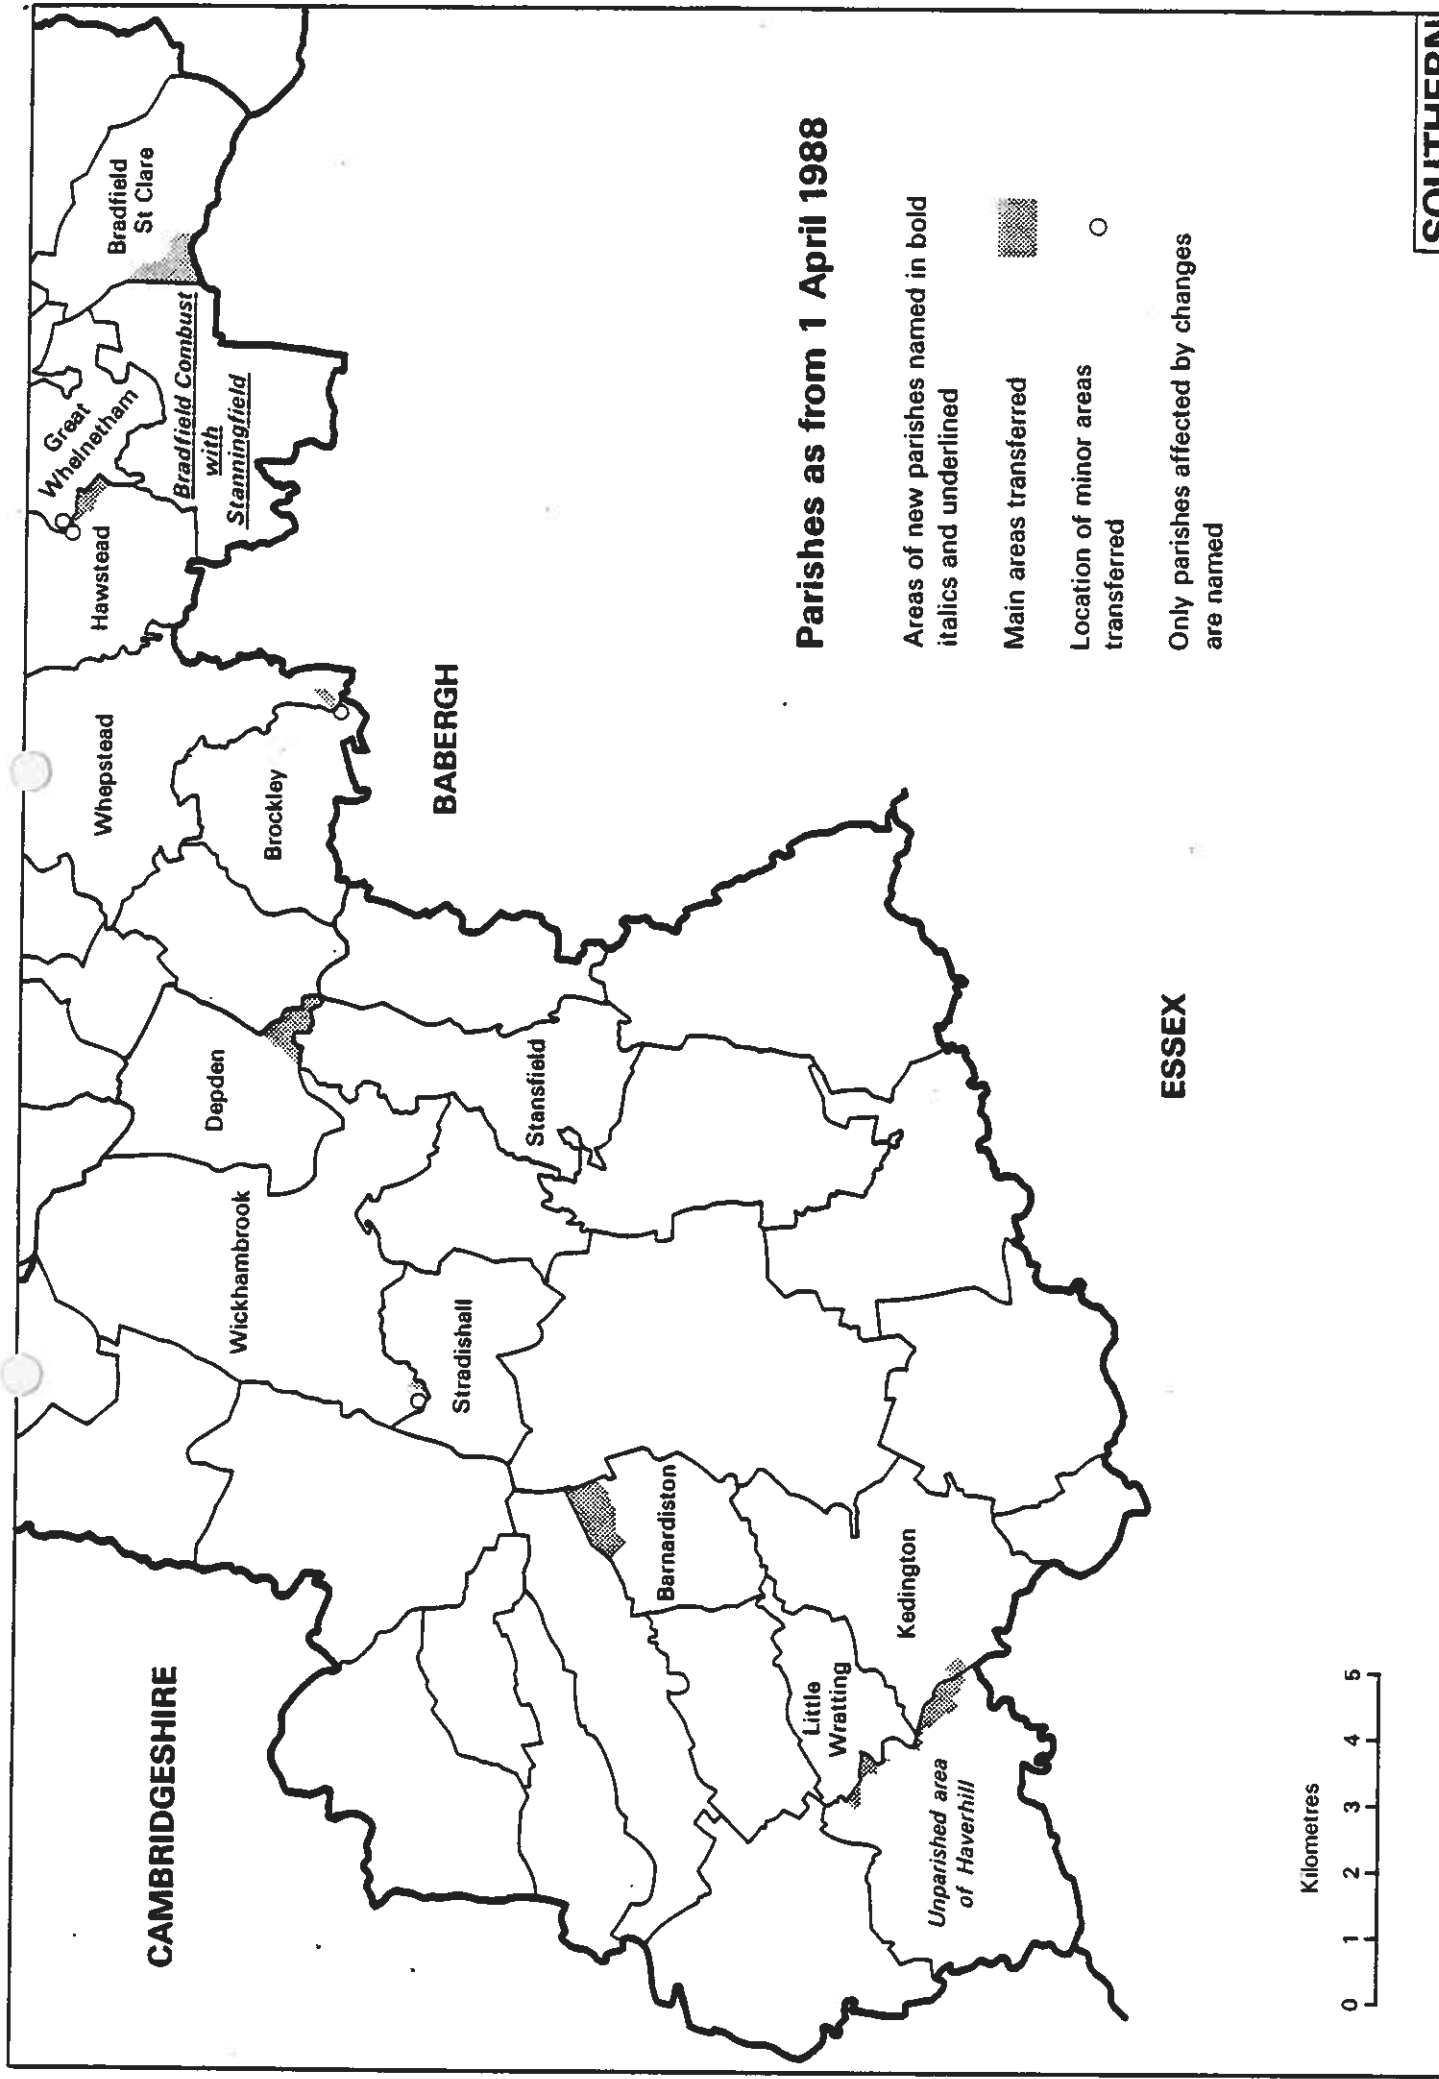 CAMBRIDGESHIRE
Wickhambrook
Depden
Whepstead
Hawstead
Great
Whelnetham
Bradfield
St Clare
Bradfield Combust
with
Stanningfield
Brockley
Stradishall
Stansfield
BABERGH
Barnardiston
Little
Wratting
Kedington
Unparished area
of Haverhill
ESSEX
Parishes as from 1 April 1988
Areas of new parishes named in bold
italics and underlined
Main areas transferred
Location of minor areas
transferred
Only parishes affected by changes
are named
Kilometres
0 1 2 3 4 5
SOUTHERN